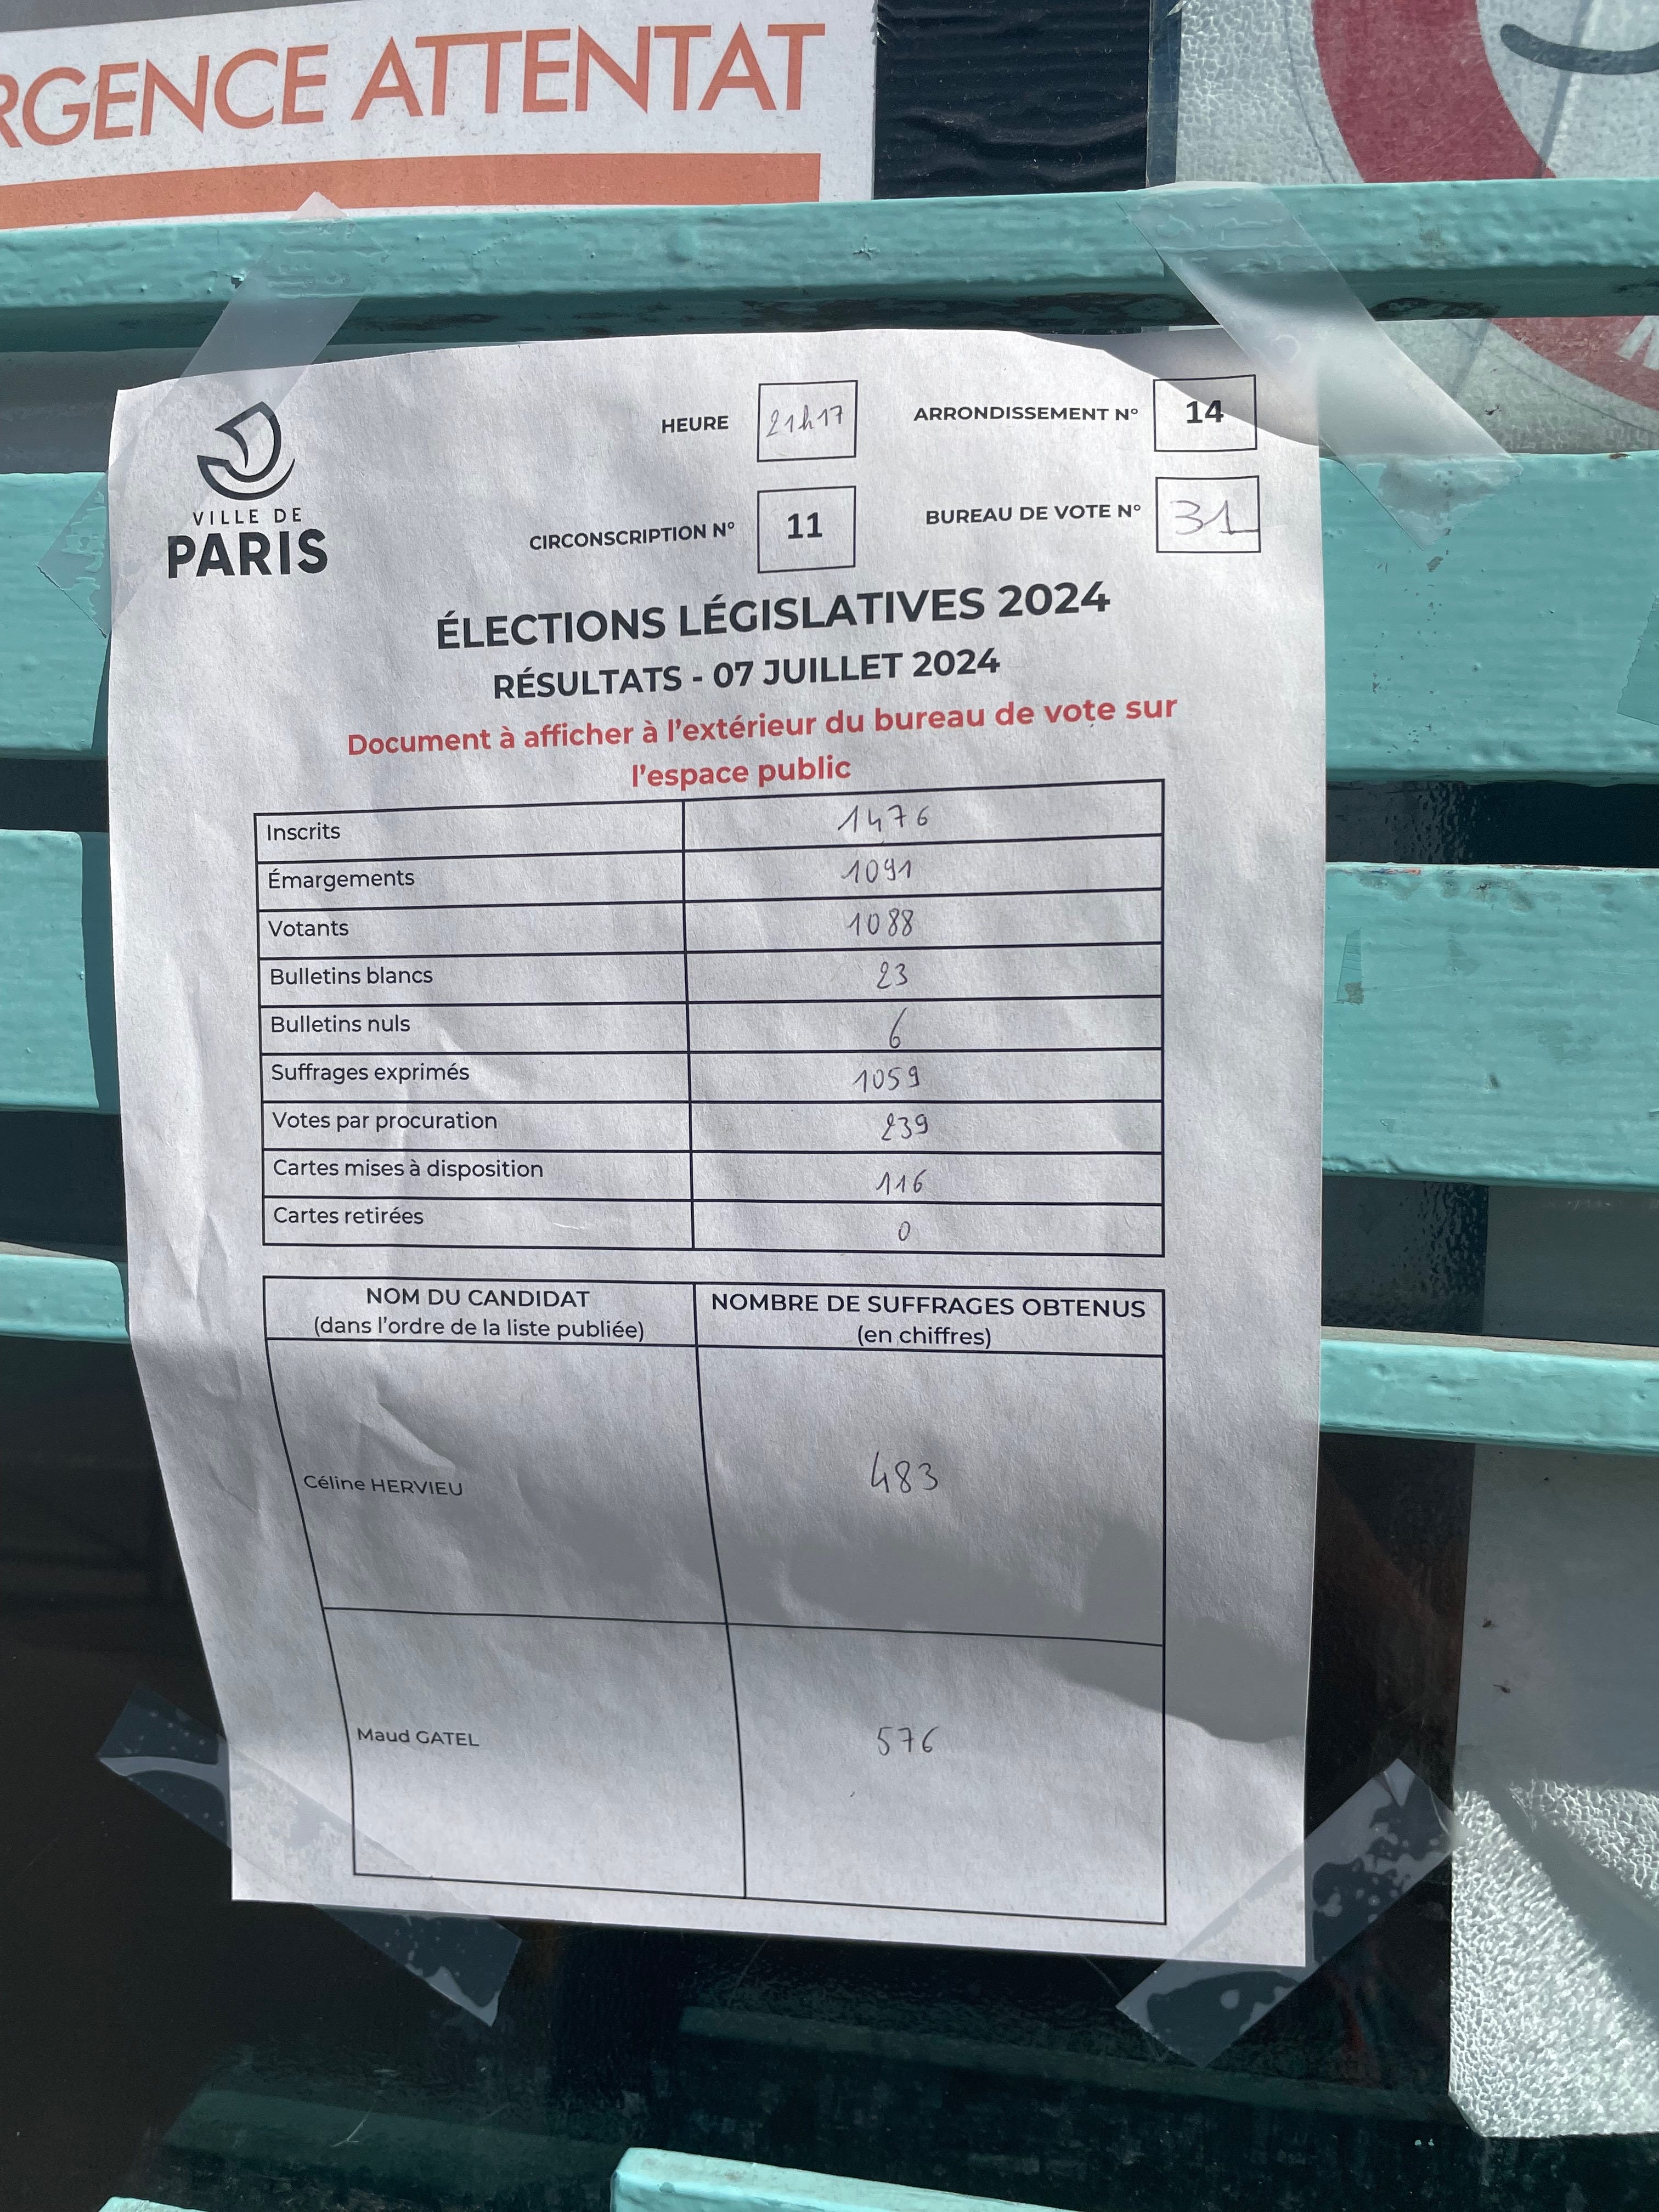 RGENCE ATTENTAT
VILLE DE
PARIS
HEURE 21h17 ARRONDISSEMENT N° 14
CIRCONSCRIPTION N° 11 BUREAU DE VOTE N° 31
ÉLECTIONS LÉGISLATIVES 2024
RÉSULTATS - 07 JUILLET 2024
Document à afficher à l'extérieur du bureau de vote sur
l'espace public
Inscrits 1476
Émargements 1091
Votants 1088
Bulletins blancs 23
Bulletins nuls 6
Suffrages exprimés 1059
Votes par procuration 239
Cartes mises à disposition 116
Cartes retirées 0
NOM DU CANDIDAT NOMBRE DE SUFFRAGES OBTENUS
(dans l'ordre de la liste publiée) (en chiffres)
Céline HERVIEU 483
Maud GATEL 576